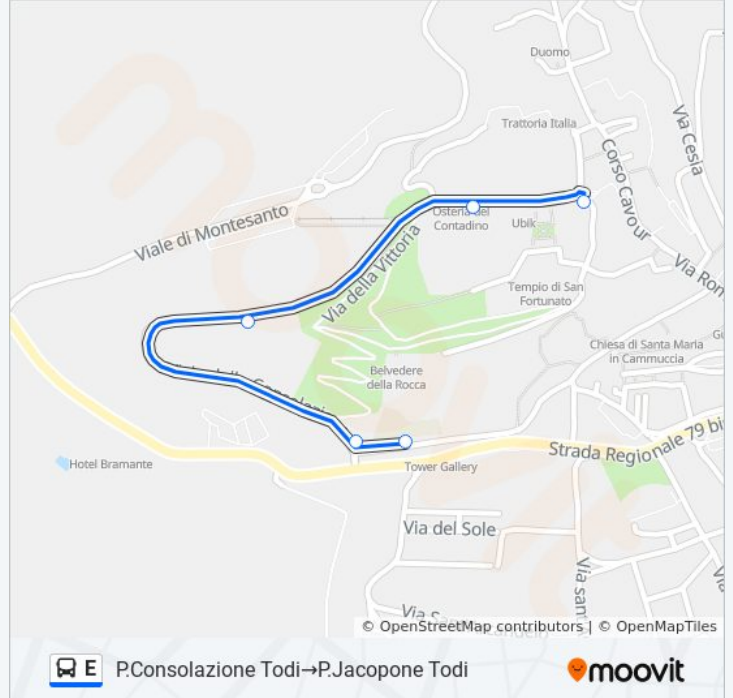 Duomo
Trattoria Italia
Via Cesia
Corso Cavour
Viale di Montesanto
Osteria del
Contadino
Ubik
Via della Vittoria
Via Ron
Tempio di San
Fortunato
Chiesa di Santa Maria
in Cammuccia
Belvedere
della Rocca
Hotel Bramante
Tower Gallery
Strada Regionale 79 bi
Via del Sole
© OpenStreetMap contributors | © OpenMapTiles
E P.Consolazione Todi→P.Jacopone Todi
moovit